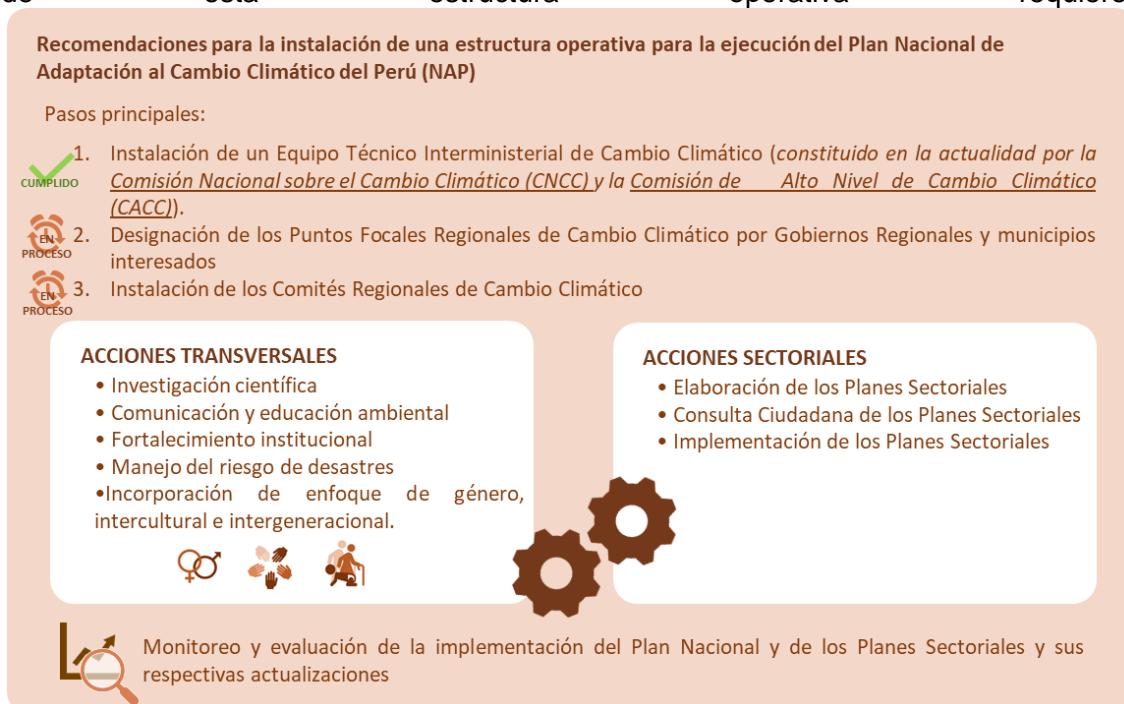 de esta estructura operativa requiere
Recomendaciones para la instalación de una estructura operativa para la ejecución del Plan Nacional de
Adaptación al Cambio Climático del Perú (NAP)
Pasos principales:
1. Instalación de un Equipo Técnico Interministerial de Cambio Climático (constituido en la actualidad por la
CUMPLIDO
Comisión Nacional sobre el Cambio Climático (CNCC) y la Comisión de Alto Nivel de Cambio Climático
(CACC)).
EN
PROCESO
2. Designación de los Puntos Focales Regionales de Cambio Climático por Gobiernos Regionales y municipios
interesados
EN
PROCESO
3. Instalación de los Comités Regionales de Cambio Climático
ACCIONES TRANSVERSALES
• Investigación científica
• Comunicación y educación ambiental
• Fortalecimiento institucional
• Manejo del riesgo de desastres
•Incorporación de enfoque de género,
intercultural e intergeneracional.
ACCIONES SECTORIALES
• Elaboración de los Planes Sectoriales
• Consulta Ciudadana de los Planes Sectoriales
• Implementación de los Planes Sectoriales
Monitoreo y evaluación de la implementación del Plan Nacional y de los Planes Sectoriales y sus
respectivas actualizaciones